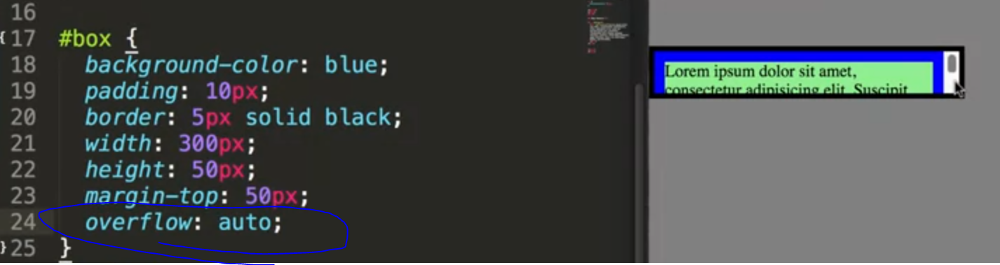 16
17 #box {
18 background-color: blue;
19 padding: 10px;
20 border: 5px solid black;
21 width: 300px;
22 height: 50px;
23 margin-top: 50px;
24 overflow: auto;
25 }
Lorem ipsum dolor sit amet,
consectetur adipisicing elit. Suscipit